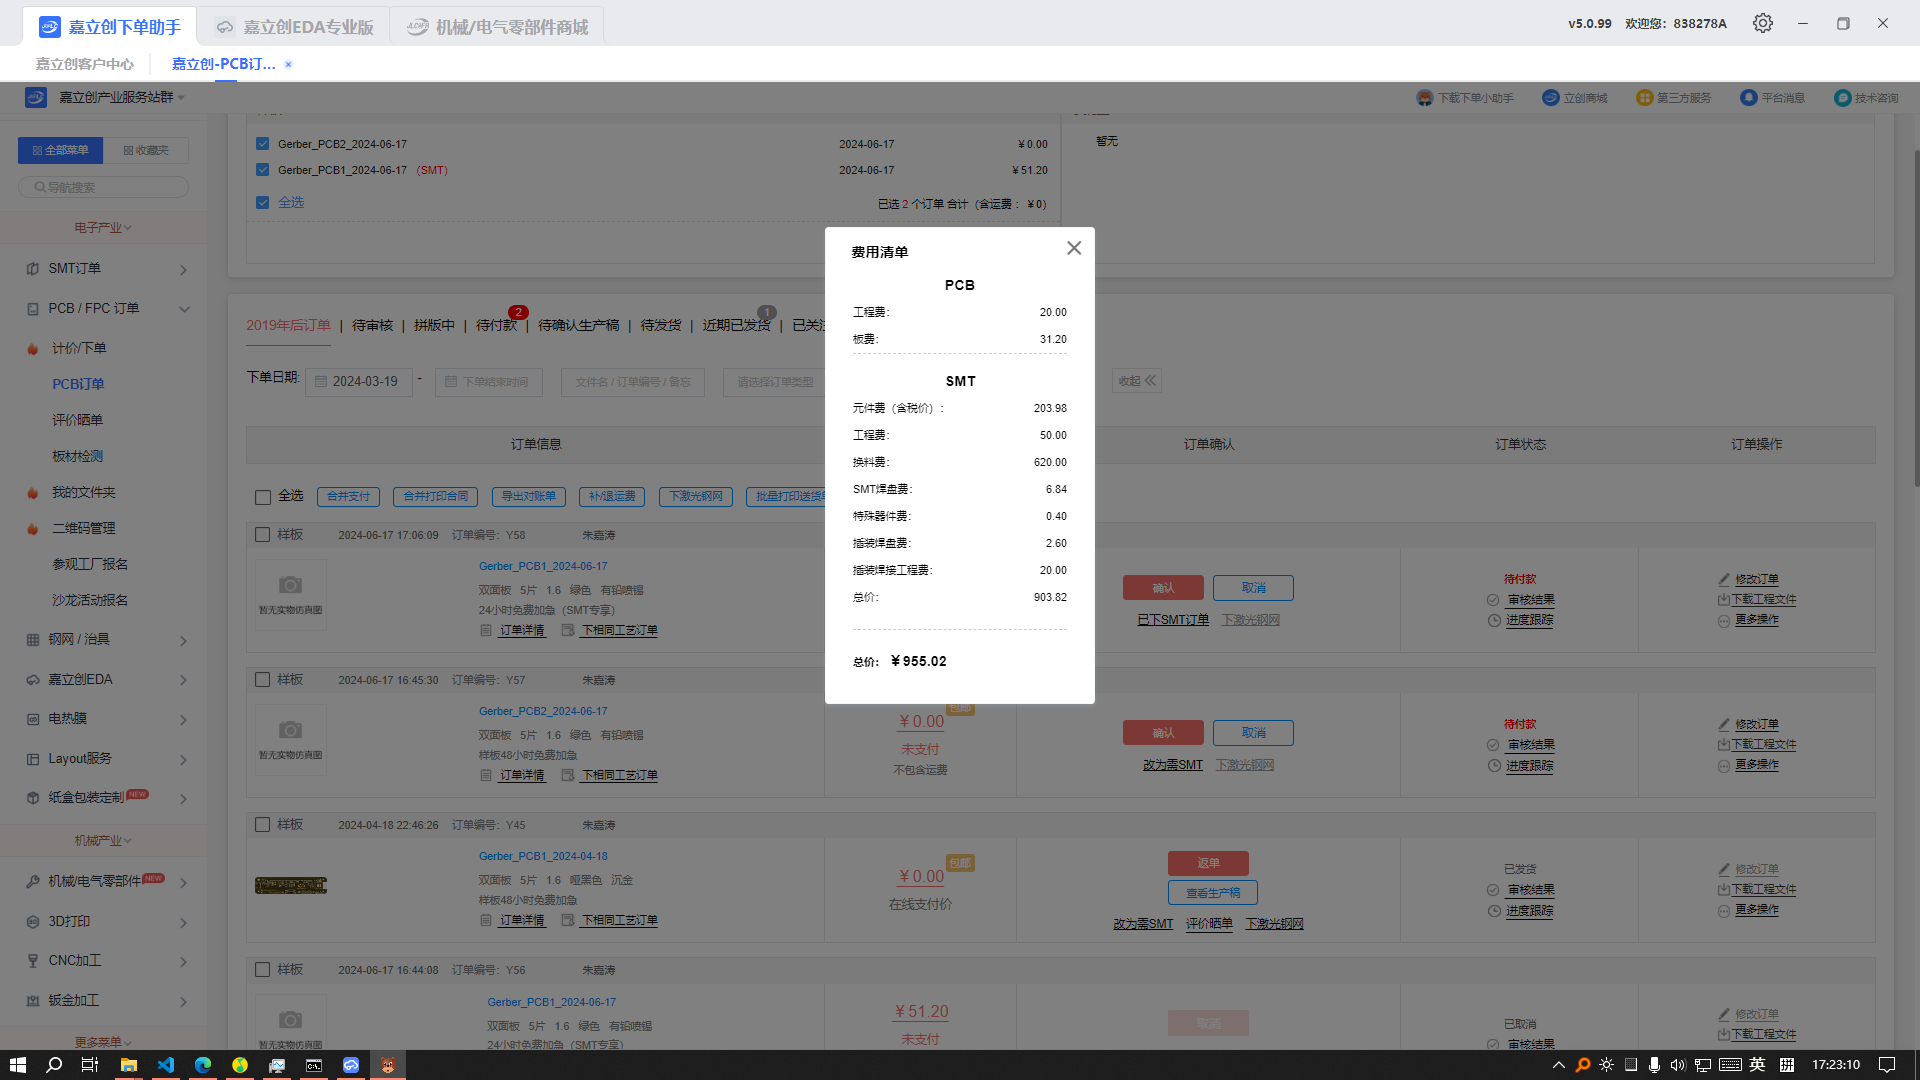 嘉立创下单助手
嘉立创EDA专业版
机械/电气零部件商城
v5.0.99 欢迎您：838278A
嘉立创客户中心
嘉立创-PCB订...
嘉立创产业服务站群
下载下单小助手
立创商城
第三方服务
平台消息
技术咨询
全部菜单
收藏夹
导航搜索
电子产业
SMT订单
PCB / FPC 订单
计价/下单
PCB订单
评价晒单
板材检测
我的文件夹
二维码管理
参观工厂报名
沙龙活动报名
钢网 / 治具
嘉立创EDA
电热膜
Layout服务
纸盒包装定制 NEW
机械产业
机械/电气零部件 NEW
3D打印
CNC加工
钣金加工
更多菜单
Gerber_PCB2_2024-06-17 2024-06-17 ￥0.00
暂无
Gerber_PCB1_2024-06-17 （SMT） 2024-06-17 ￥51.20
全选 已选 2 个订单 合计（含运费：￥0）
2019年后订单 | 待审核 | 拼版中 | 待付款 2 | 待确认生产稿 | 待发货 | 近期已发货 1 | 已关注
下单日期: 2024-03-19 - 下单结束时间 文件名 / 订单编号 / 备忘 请选择订单类型 收起
订单信息 订单确认 订单状态 订单操作
全选 合并支付 合并打印合同 导出对账单 补/退运费 下激光钢网 批量打印送货单
样板 2024-06-17 17:06:09 订单编号：Y58 朱嘉涛
暂无实物仿真图
Gerber_PCB1_2024-06-17
双面板 5片 1.6 绿色 有铅喷锡
24小时免费加急（SMT专享）
订单详情 下相同工艺订单
确认 取消
已下SMT订单 下激光钢网
待付款
审核结果
进度跟踪
修改订单
下载工程文件
更多操作
样板 2024-06-17 16:45:30 订单编号：Y57 朱嘉涛
暂无实物仿真图
Gerber_PCB2_2024-06-17
双面板 5片 1.6 绿色 有铅喷锡
样板48小时免费加急
订单详情 下相同工艺订单
￥0.00 包邮
未支付
不包含运费
确认 取消
改为需SMT 下激光钢网
待付款
审核结果
进度跟踪
修改订单
下载工程文件
更多操作
样板 2024-04-18 22:46:26 订单编号：Y45 朱嘉涛
Gerber_PCB1_2024-04-18
双面板 5片 1.6 哑黑色 沉金
样板48小时免费加急
订单详情 下相同工艺订单
￥0.00 包邮
在线支付价
返单
查看生产稿
改为需SMT 评价晒单 下激光钢网
已发货
审核结果
进度跟踪
修改订单
下载工程文件
更多操作
样板 2024-06-17 16:44:08 订单编号：Y56 朱嘉涛
暂无实物仿真图
Gerber_PCB1_2024-06-17
双面板 5片 1.6 绿色 有铅喷锡
24小时免费加急（SMT专享）
￥51.20
未支付
取消
已取消
审核结果
修改订单
下载工程文件
费用清单
PCB
工程费： 20.00
板费： 31.20
SMT
元件费（含税价）： 203.98
工程费： 50.00
换料费： 620.00
SMT焊盘费： 6.84
特殊器件费： 0.40
插装焊盘费： 2.60
插装焊接工程费： 20.00
总价： 903.82
总价： ￥955.02
英 拼 17:23:10